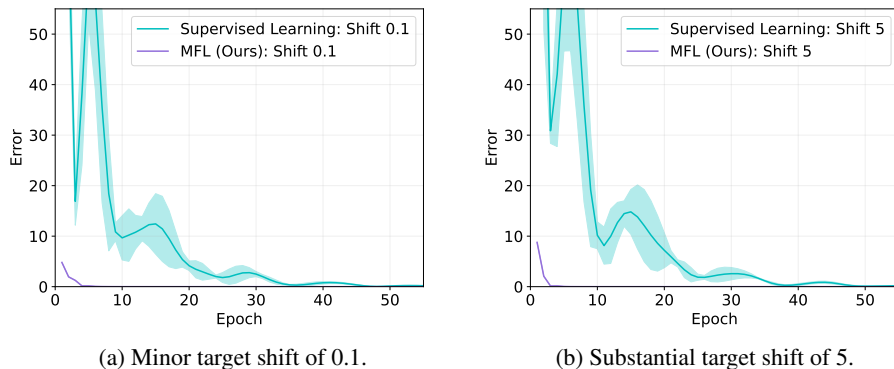 Supervised Learning: Shift 0.1
MFL (Ours): Shift 0.1
Error
50
40
30
20
10
0
0 10 20 30 40 50
Epoch
(a) Minor target shift of 0.1.
Supervised Learning: Shift 5
MFL (Ours): Shift 5
Error
50
40
30
20
10
0
0 10 20 30 40 50
Epoch
(b) Substantial target shift of 5.